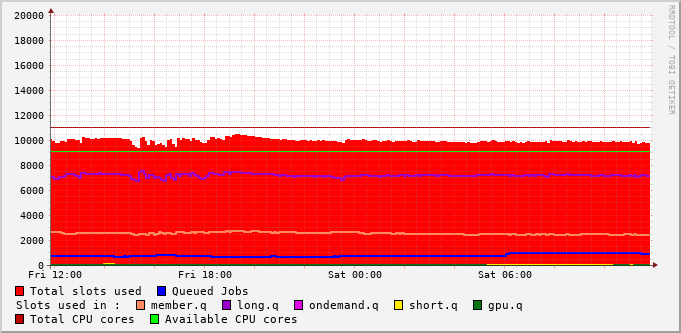 RRDTOOL / TOBI OETIKER
20000
18000
16000
14000
12000
10000
8000
6000
4000
2000
0
Fri 12:00 Fri 18:00 Sat 00:00 Sat 06:00
Total slots used Queued Jobs
Slots used in : member.q long.q ondemand.q short.q gpu.q
Total CPU cores Available CPU cores